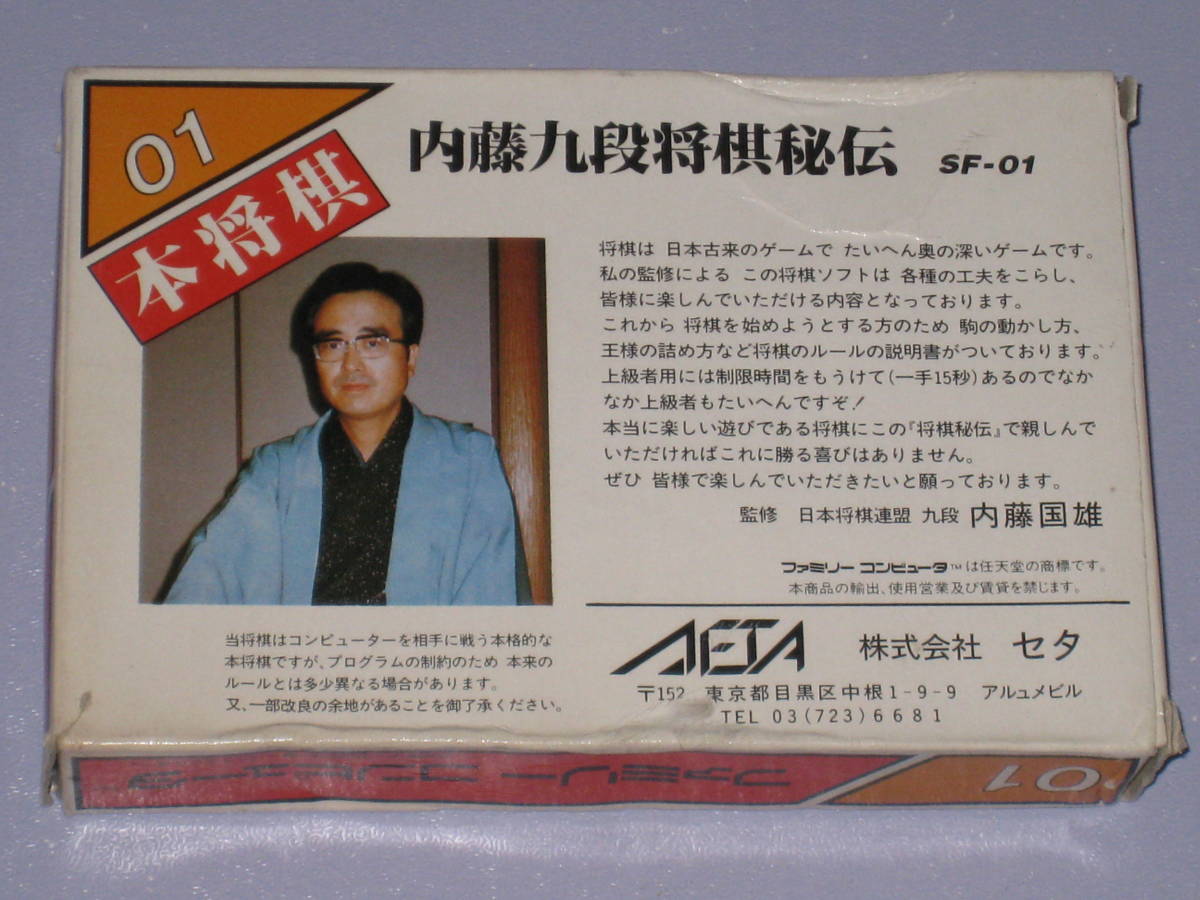 01
本将棋
内藤九段将棋秘伝 SF-01
将棋は 日本古来のゲームで たいへん奥の深いゲームです。
私の監修による この将棋ソフトは 各種の工夫をこらし、
皆様に楽しんでいただける内容となっております。
これから 将棋を始めようとする方のため 駒の動かし方、
王様の詰め方など将棋のルールの説明書がついております。
上級者用には制限時間をもうけて(一手15秒)あるのでなか
なか上級者もたいへんですぞ!
本当に楽しい遊びである将棋にこの『将棋秘伝』で親しんで
いただければこれに勝る喜びはありません。
ぜひ 皆様で楽しんでいただきたいと願っております。
監修 日本将棋連盟 九段 内藤国雄
ファミリー コンピュータ™は任天堂の商標です。
本商品の輸出、使用営業及び賃貸を禁じます。
当将棋はコンピューターを相手に戦う本格的な
本将棋ですが、プログラムの制約のため 本来の
ルールとは多少異なる場合があります。
又、一部改良の余地があることを御了承ください。
SETA 株式会社 セタ
〒152 東京都目黒区中根1-9-9 アルュメビル
TEL 03(723)6681
ファミリー コンピュータ
01